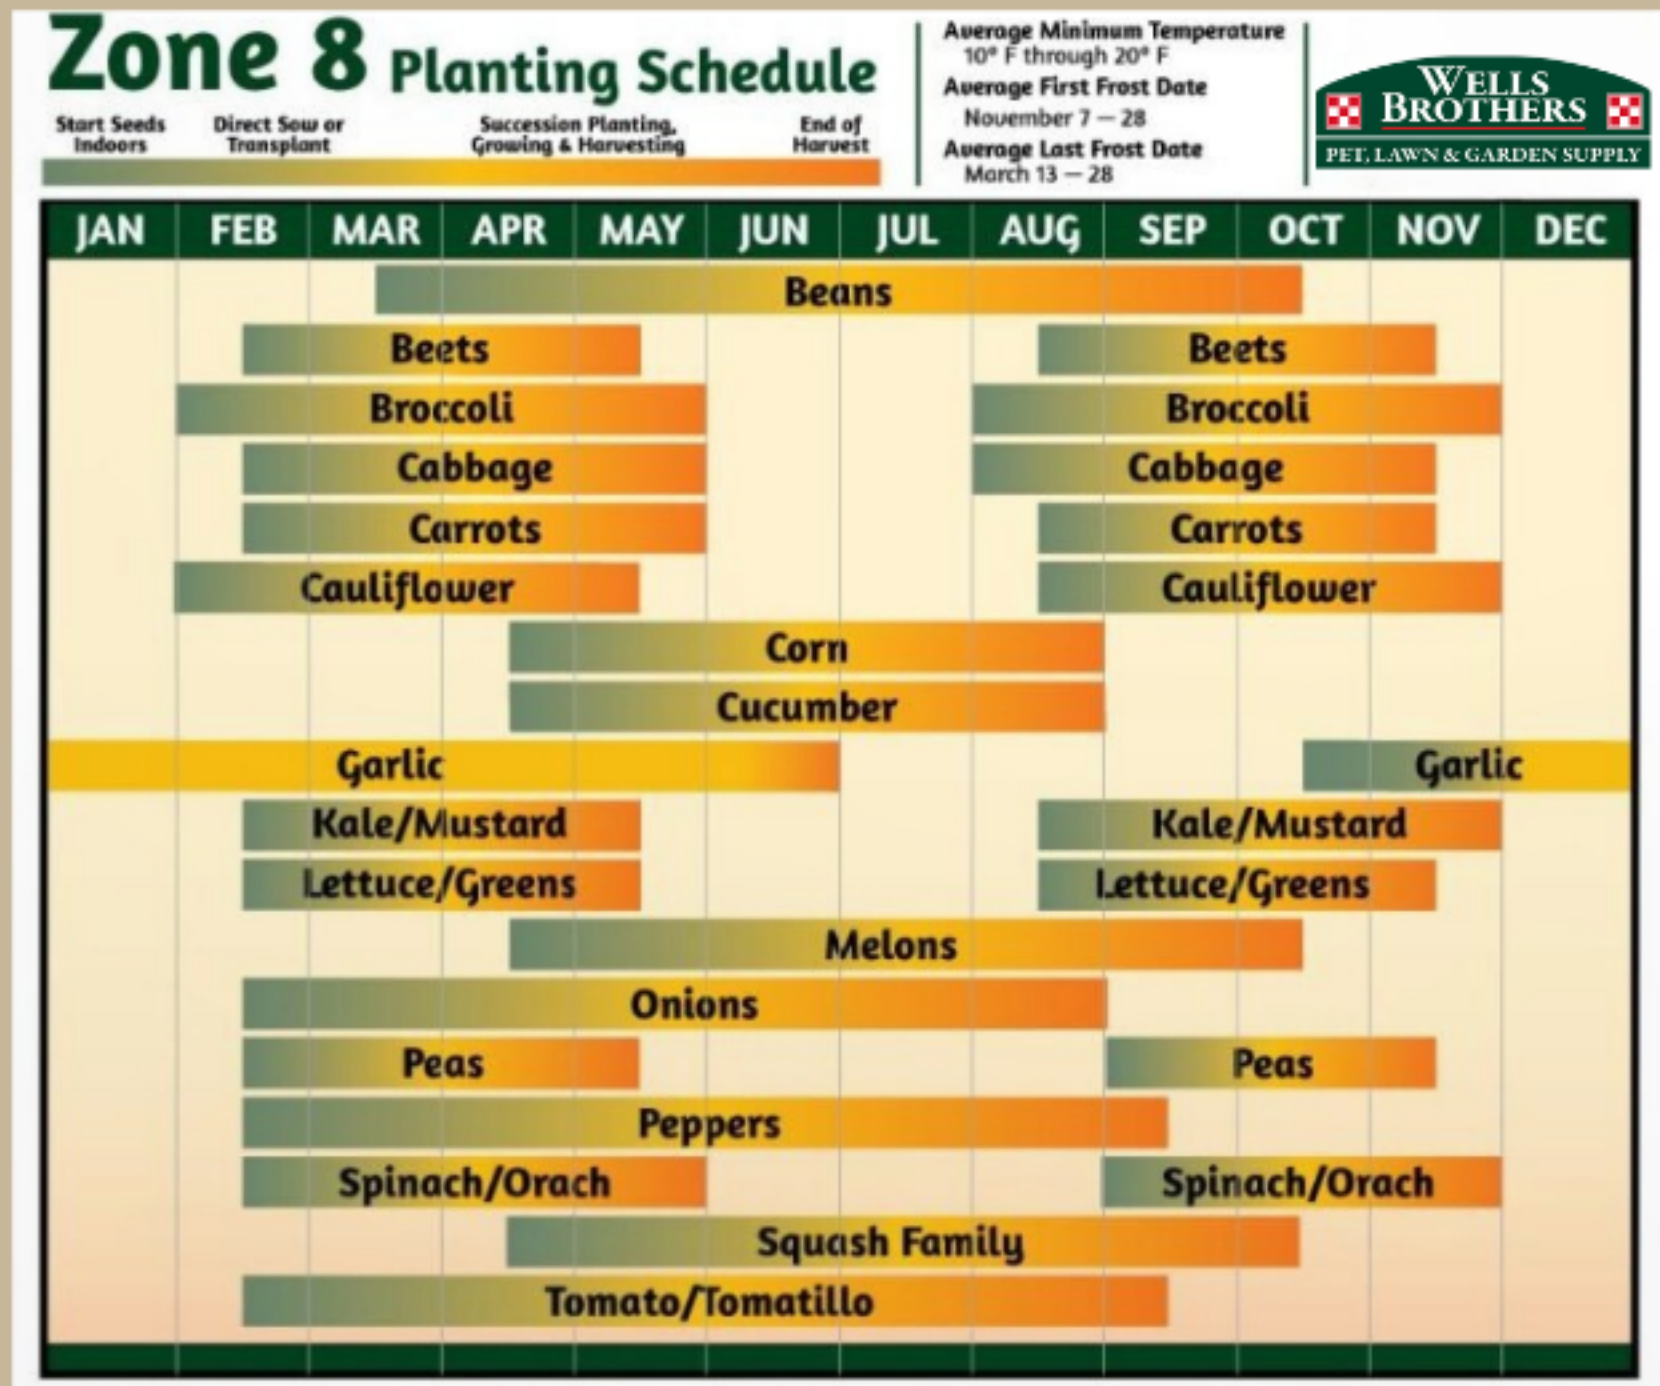 Zone 8 Planting Schedule
Start Seeds
Indoors
Direct Sow or
Transplant
Succession Planting,
Growing & Harvesting
End of
Harvest
Average Minimum Temperature
10° F through 20° F
Average First Frost Date
November 7 — 28
Average Last Frost Date
March 13 — 28
WELLS
BROTHERS
PET, LAWN & GARDEN SUPPLY
JAN FEB MAR APR MAY JUN JUL AUG SEP OCT NOV DEC
Beans
Beets Beets
Broccoli Broccoli
Cabbage Cabbage
Carrots Carrots
Cauliflower Cauliflower
Corn
Cucumber
Garlic Garlic
Kale/Mustard Kale/Mustard
Lettuce/Greens Lettuce/Greens
Melons
Onions
Peas Peas
Peppers
Spinach/Orach Spinach/Orach
Squash Family
Tomato/Tomatillo